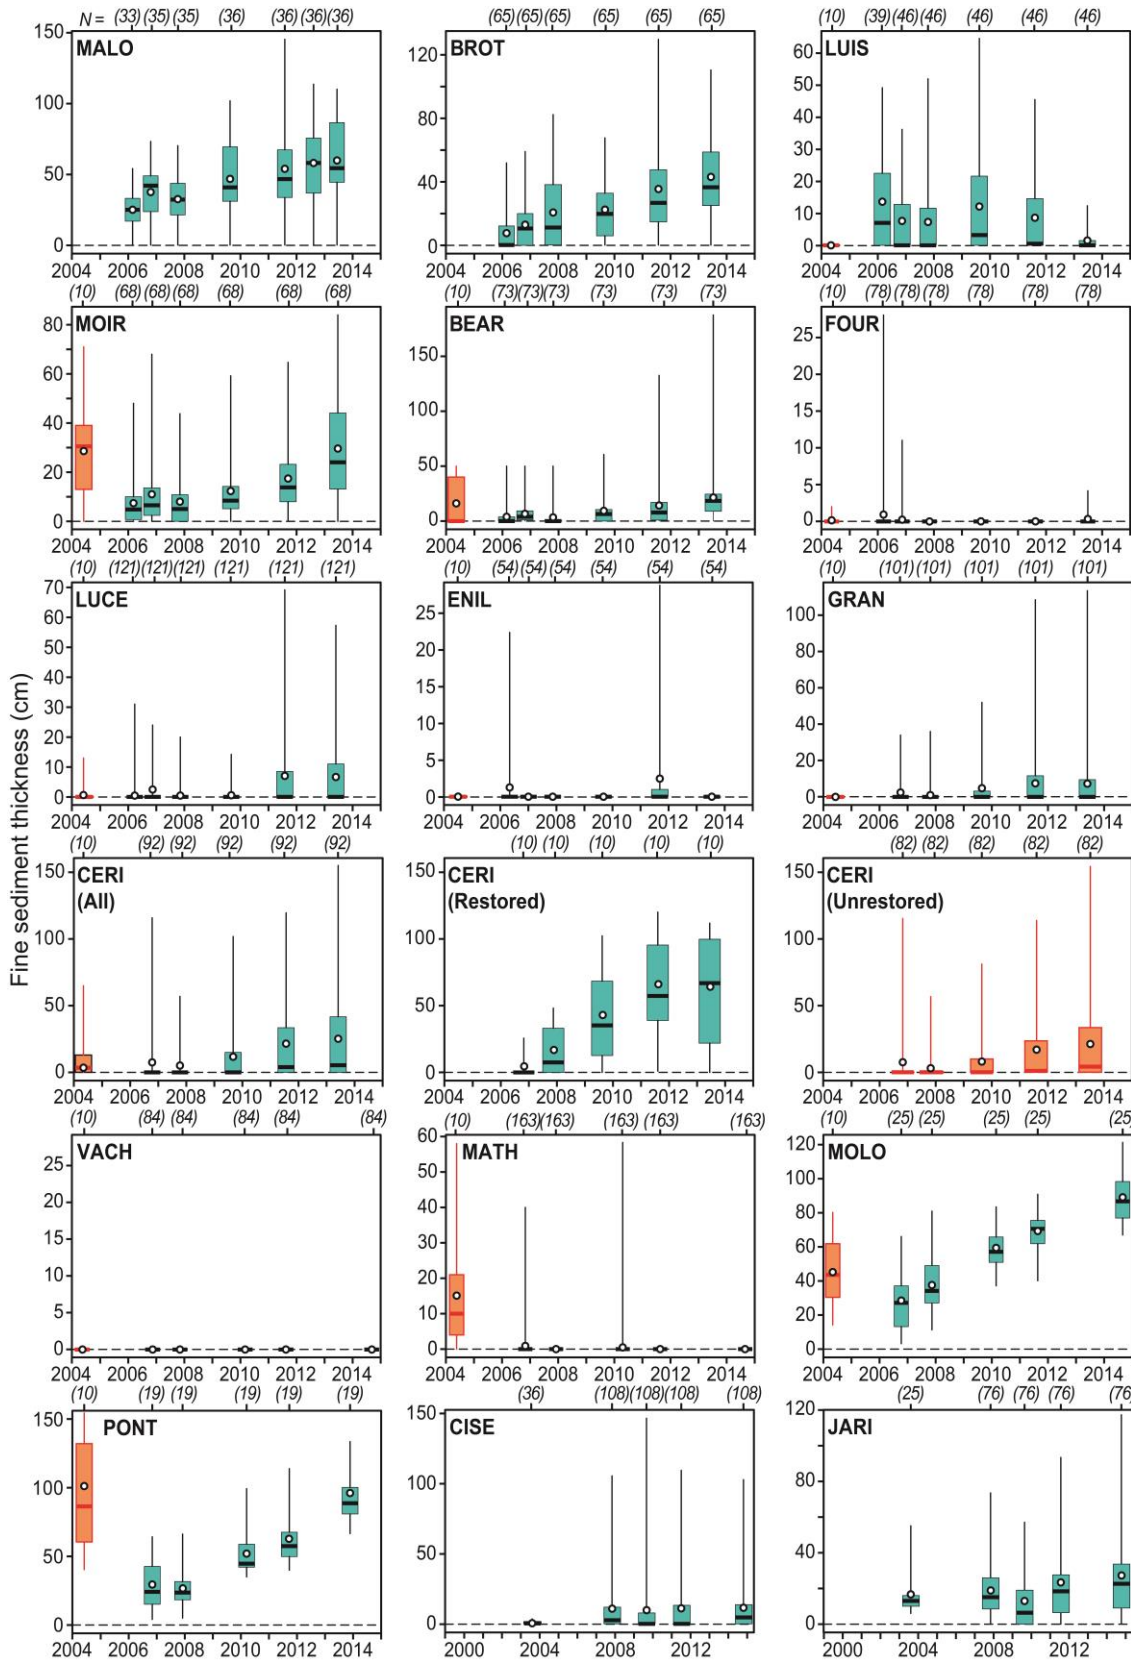 N = (33) (35) (35) (36) (36) (36) (36) (65) (65) (65) (65) (65) (65) (10) (39) (46) (46) (46) (46) (46)
MALO BROT LUIS
150 100 50 0
120 80 40 0
60 50 40 30 20 10 0
2004 2006 2008 2010 2012 2014 2004 2006 2008 2010 2012 2014 2004 2006 2008 2010 2012 2014
(10) (68) (68) (68) (68) (68) (68) (10) (73) (73) (73) (73) (73) (73) (10) (78) (78) (78) (78) (78) (78)
MOIR BEAR FOUR
80 60 40 20 0
150 100 50 0
25 20 15 10 5 0
2004 2006 2008 2010 2012 2014 2004 2006 2008 2010 2012 2014 2004 2006 2008 2010 2012 2014
(10) (121) (121) (121) (121) (121) (121) (10) (54) (54) (54) (54) (54) (54) (10) (101) (101) (101) (101) (101)
LUCE ENIL GRAN
70 60 50 40 30 20 10 0
25 20 15 10 5 0
100 80 60 40 20 0
2004 2006 2008 2010 2012 2014 2004 2006 2008 2010 2012 2014 2004 2006 2008 2010 2012 2014
Fine sediment thickness (cm)
(10) (92) (92) (92) (92) (92) (10) (10) (10) (10) (10) (82) (82) (82) (82) (82)
CERI CERI CERI
(All) (Restored) (Unrestored)
150 100 50 0
150 100 50 0
150 100 50 0
2004 2006 2008 2010 2012 2014 2004 2006 2008 2010 2012 2014 2004 2006 2008 2010 2012 2014
(10) (84) (84) (84) (84) (84) (10) (163) (163) (163) (163) (163) (10) (25) (25) (25) (25) (25)
VACH MATH MOLO
25 20 15 10 5 0
60 50 40 30 20 10 0
120 100 80 60 40 20 0
2004 2006 2008 2010 2012 2014 2004 2006 2008 2010 2012 2014 2004 2006 2008 2010 2012 2014
(10) (19) (19) (19) (19) (19) (36) (108) (108) (108) (108) (25) (76) (76) (76) (76)
PONT CISE JARI
150 100 50 0
150 100 50 0
120 80 40 0
2004 2006 2008 2010 2012 2014 2000 2004 2008 2012 2000 2004 2008 2012